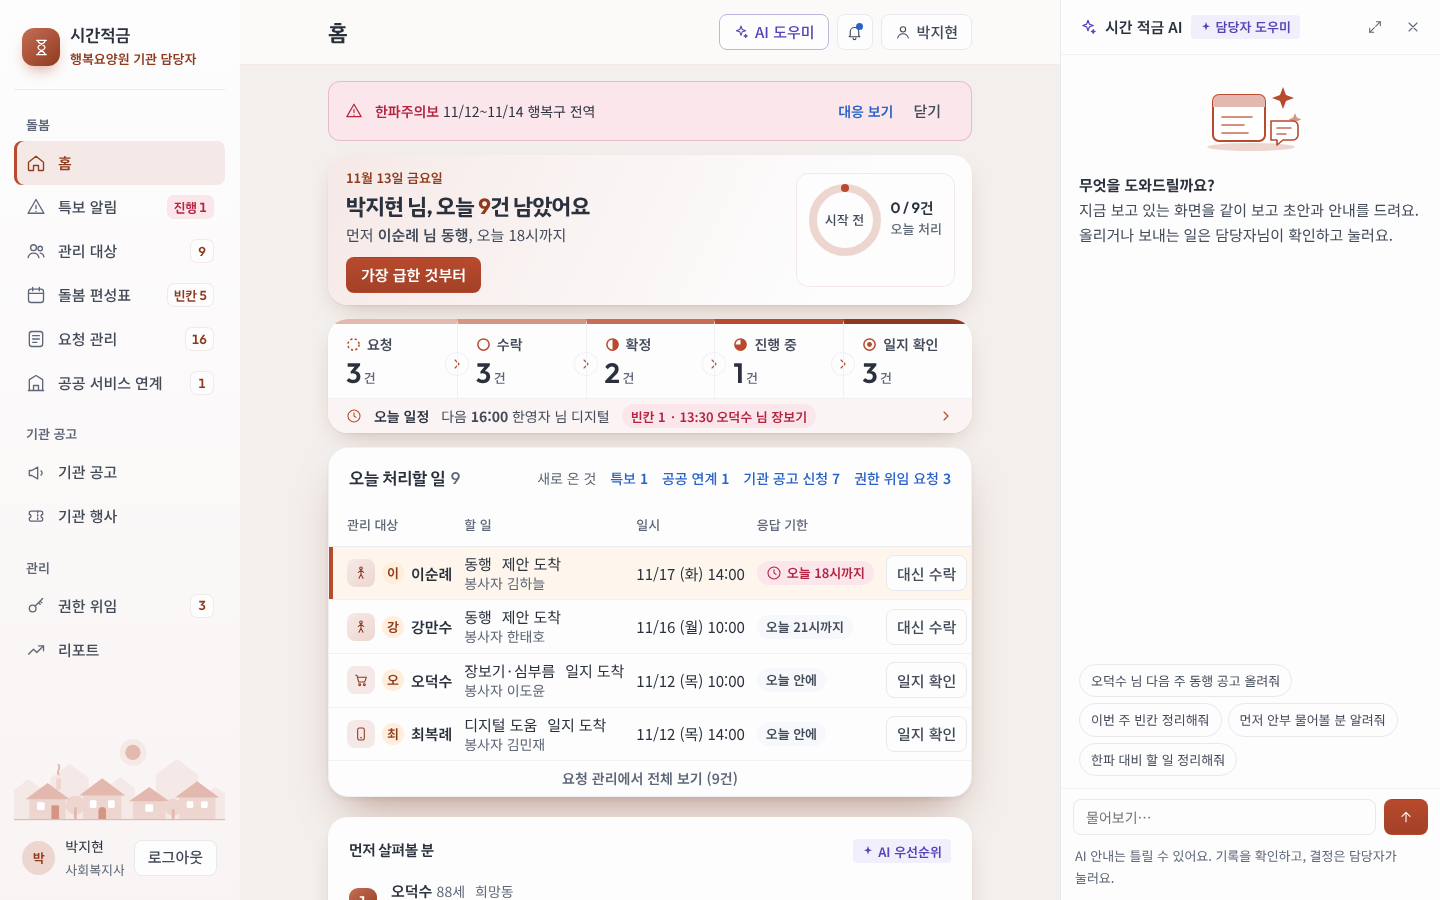 시간적금
행복요양원 기관 담당자
돌봄
홈
특보 알림 진행 1
관리 대상 9
돌봄 편성표 빈칸 5
요청 관리 16
공공 서비스 연계 1
기관 공고
기관 공고
기관 행사
관리
권한 위임 3
리포트
박
박지현
사회복지사
로그아웃
홈
AI 도우미
박지현
한파주의보 11/12~11/14 행복구 전역
대응 보기
닫기
11월 13일 금요일
박지현 님, 오늘 9건 남았어요
먼저 이순례 님 동행, 오늘 18시까지
가장 급한 것부터
시작 전
0 / 9건
오늘 처리
요청
3건
수락
3건
확정
2건
진행 중
1건
일지 확인
3건
오늘 일정 다음 16:00 한영자 님 디지털 빈칸 1 · 13:30 오덕수 님 장보기
오늘 처리할 일 9
새로 온 것 특보 1 공공 연계 1 기관 공고 신청 7 권한 위임 요청 3
관리 대상 할 일 일시 응답 기한
이 이순례 동행 제안 도착 11/17 (화) 14:00 오늘 18시까지 대신 수락
봉사자 김하늘
강 강만수 동행 제안 도착 11/16 (월) 10:00 오늘 21시까지 대신 수락
봉사자 한태호
오 오덕수 장보기·심부름 일지 도착 11/12 (목) 10:00 오늘 안에 일지 확인
봉사자 이도윤
최 최복례 디지털 도움 일지 도착 11/12 (목) 14:00 오늘 안에 일지 확인
봉사자 김민재
요청 관리에서 전체 보기 (9건)
먼저 살펴볼 분
AI 우선순위
오덕수 88세 희망동
시간 적금 AI
담당자 도우미
무엇을 도와드릴까요?
지금 보고 있는 화면을 같이 보고 초안과 안내를 드려요.
올리거나 보내는 일은 담당자님이 확인하고 눌러요.
오덕수 님 다음 주 동행 공고 올려줘
이번 주 빈칸 정리해줘
먼저 안부 물어볼 분 알려줘
한파 대비 할 일 정리해줘
물어보기…
AI 안내는 틀릴 수 있어요. 기록을 확인하고, 결정은 담당자가
눌러요.